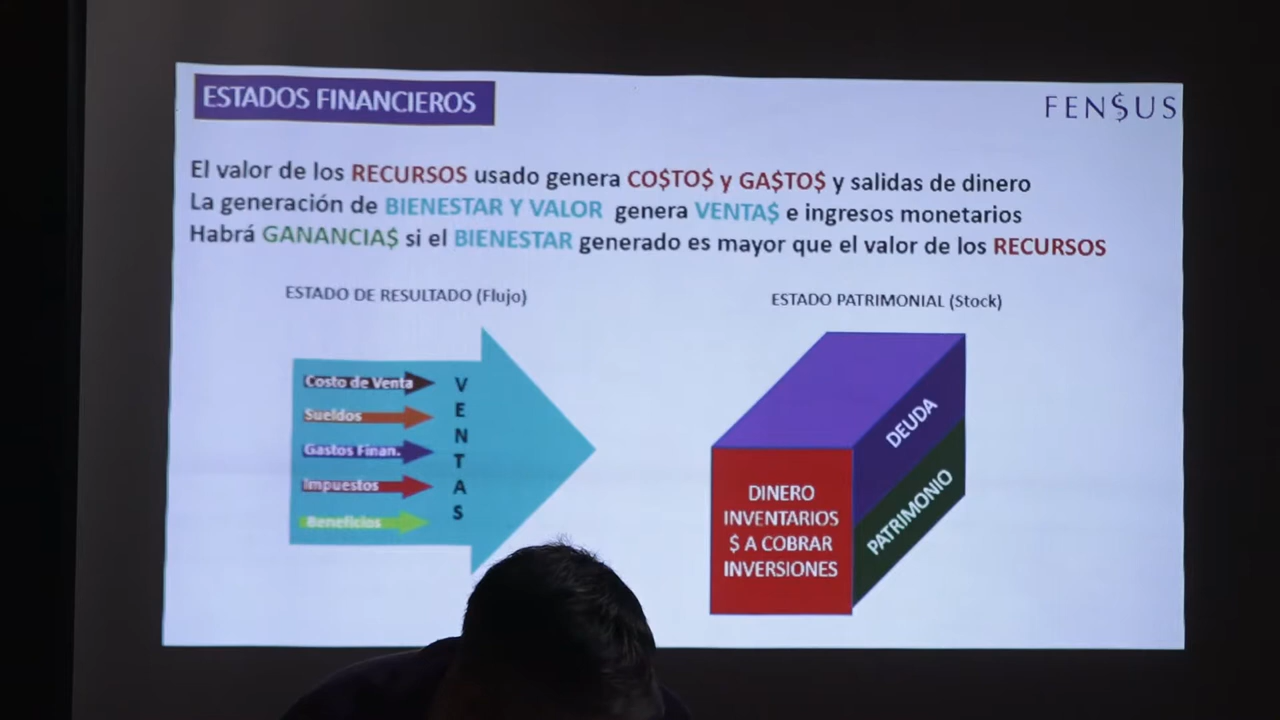 ESTADOS FINANCIEROS
FEN$US
El valor de los RECURSOS usado genera CO$TO$ y GA$TO$ y salidas de dinero
La generación de BIENESTAR Y VALOR genera VENTA$ e ingresos monetarios
Habrá GANANCIA$ si el BIENESTAR generado es mayor que el valor de los RECURSOS
ESTADO DE RESULTADO (Flujo)
Costo de Venta
Sueldos
Gastos Finan.
Impuestos
Beneficios
VENTAS
ESTADO PATRIMONIAL (Stock)
DINERO
INVENTARIOS
$ A COBRAR
INVERSIONES
DEUDA
PATRIMONIO